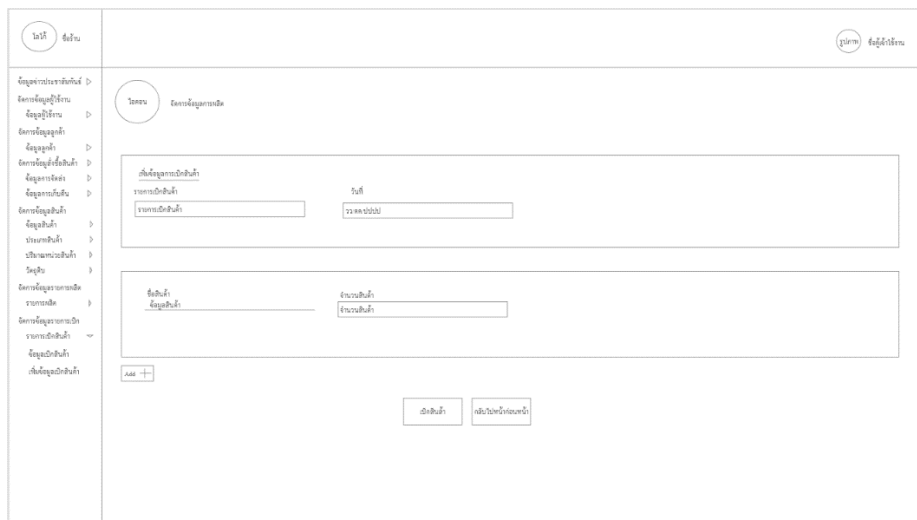 โลโก้
ชื่อร้าน
รูปภาพ
ชื่อผู้เข้าใช้งาน
ข้อมูลข่าวประชาสัมพันธ์
จัดการข้อมูลผู้ใช้งาน
ข้อมูลผู้ใช้งาน
จัดการข้อมูลลูกค้า
ข้อมูลลูกค้า
จัดการข้อมูลสั่งซื้อสินค้า
ข้อมูลการจัดส่ง
ข้อมูลการเก็บคืน
จัดการข้อมูลสินค้า
ข้อมูลสินค้า
ประเภทสินค้า
ปริมาณหน่วยสินค้า
วัตถุดิบ
จัดการข้อมูลรายการผลิต
รายการผลิต
จัดการข้อมูลรายการเบิก
รายการเบิกสินค้า
ข้อมูลเบิกสินค้า
เพิ่มข้อมูลเบิกสินค้า
ไอคอน
จัดการข้อมูลการผลิต
เพิ่มข้อมูลการเบิกสินค้า
รายการเบิกสินค้า
วันที่
รายการเบิกสินค้า
วว/ดด/ปปปป
ชื่อสินค้า
จำนวนสินค้า
ข้อมูลสินค้า
จำนวนสินค้า
Add
เบิกสินค้า
กลับไปหน้าก่อนหน้า